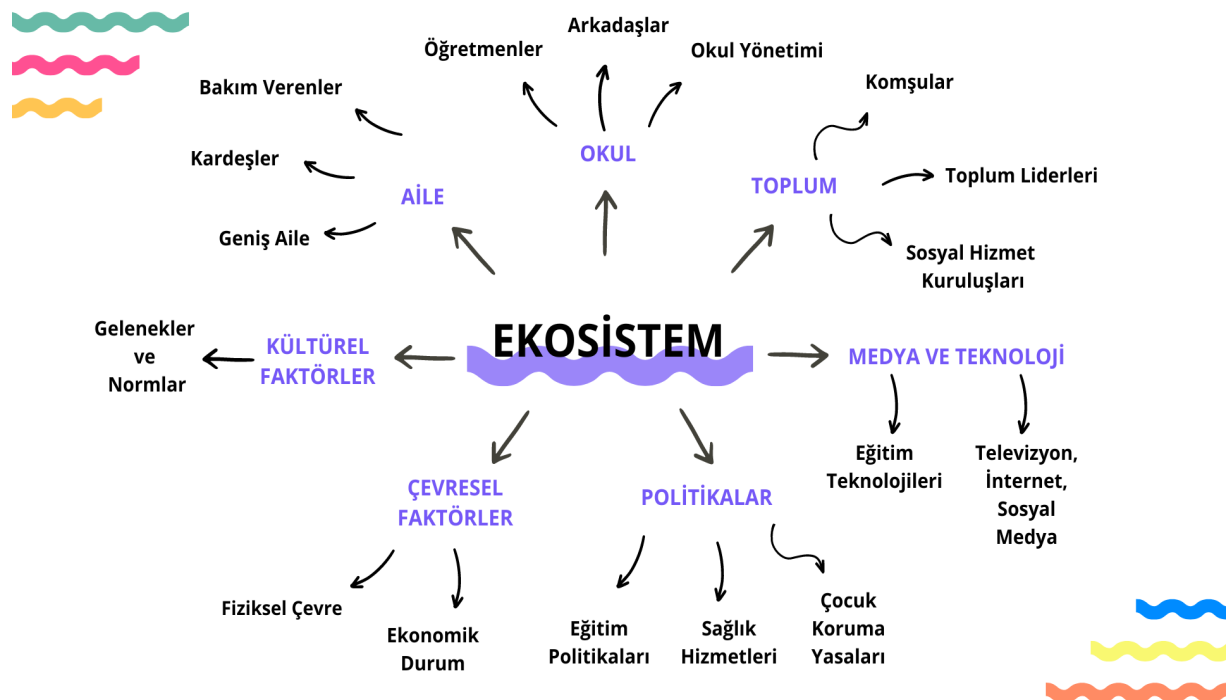 EKOSİSTEM
AİLE
Bakım Verenler
Kardeşler
Geniş Aile
OKUL
Öğretmenler
Arkadaşlar
Okul Yönetimi
TOPLUM
Komşular
Toplum Liderleri
Sosyal Hizmet
Kuruluşları
MEDYA VE TEKNOLOJİ
Eğitim
Teknolojileri
Televizyon,
İnternet,
Sosyal
Medya
POLİTİKALAR
Eğitim
Politikaları
Sağlık
Hizmetleri
Çocuk
Koruma
Yasaları
ÇEVRESEL
FAKTÖRLER
Fiziksel Çevre
Ekonomik
Durum
KÜLTÜREL
FAKTÖRLER
Gelenekler
ve
Normlar